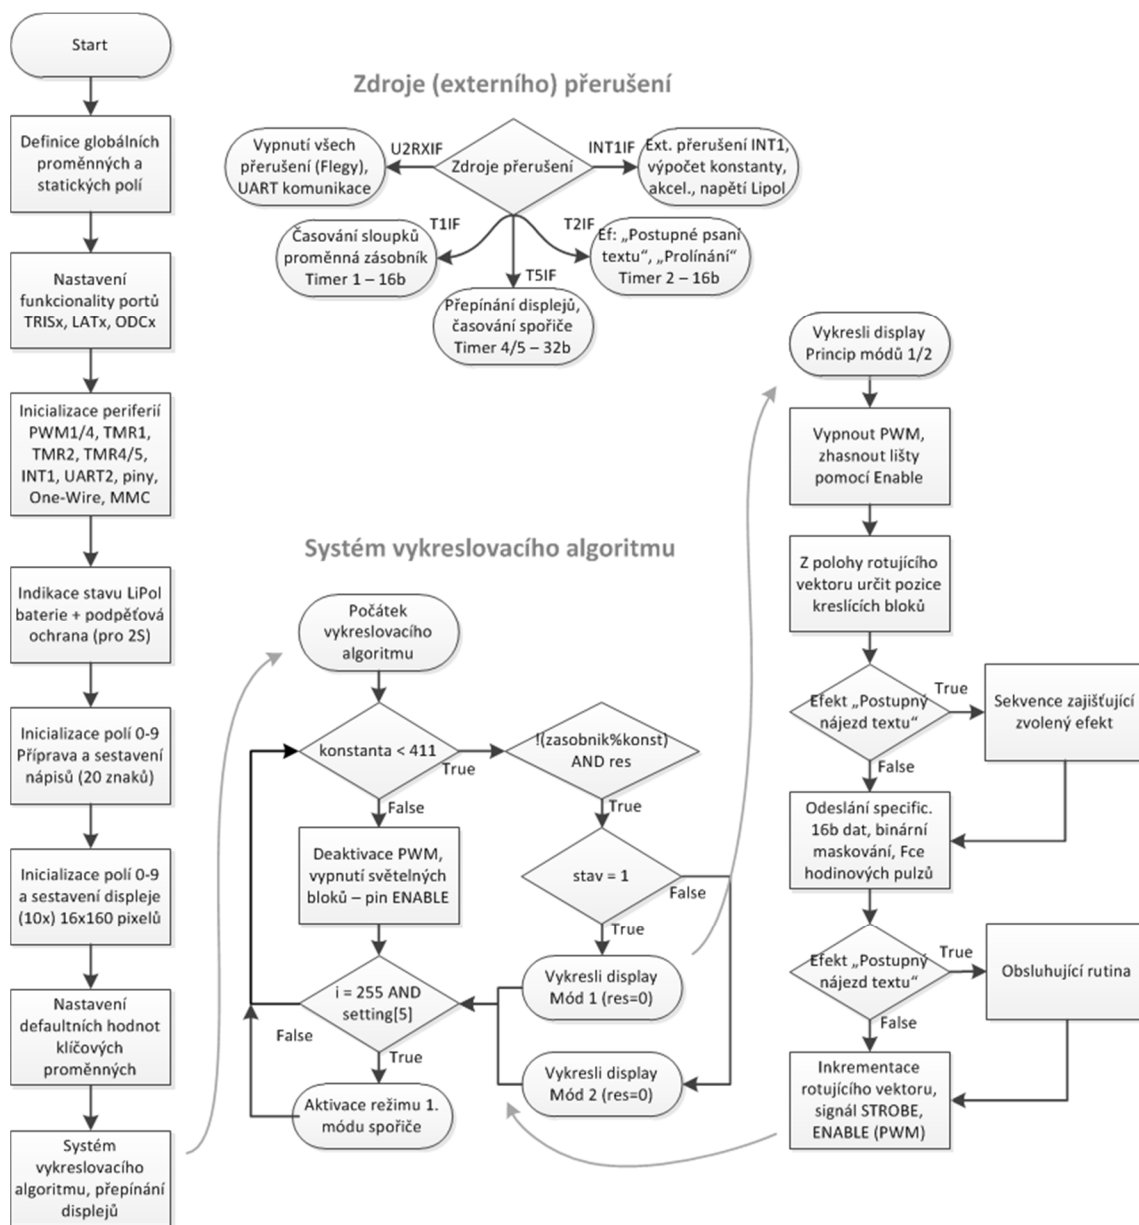 Start
Definice globálních
proměnných a
statických polí
Nastavení
funkcionality portů
TRISx, LATx, ODCx
Inicializace periferií
PWM1/4, TMR1,
TMR2, TMR4/5,
INT1, UART2, piny,
One-Wire, MMC
Indikace stavu LiPol
baterie + podpěťová
ochrana (pro 2S)
Inicializace polí 0-9
Příprava a sestavení
nápisů (20 znaků)
Inicializace polí 0-9
a sestavení displeje
(10x) 16x160 pixelů
Nastavení
defaultních hodnot
klíčových
proměnných
Systém
vykreslovacího
algoritmu, přepínání
displejů
Zdroje (externího) přerušení
Zdroje přerušení
U2RXIF
Vypnutí všech
přerušení (Flegy),
UART komunikace
INT1IF
Ext. přerušení INT1,
výpočet konstanty,
akcel., napětí Lipol
T1IF
Časování sloupků
proměnná zásobník
Timer 1 – 16b
T2IF
Ef: „Postupné psaní
textu“, „Prolínání“
Timer 2 – 16b
T5IF
Přepínání displejů,
časování spořiče
Timer 4/5 – 32b
Systém vykreslovacího algoritmu
Počátek
vykreslovacího
algoritmu
konstanta < 411
True
False
!(zasobnik%konst)
AND res
True
Deaktivace PWM,
vypnutí světelných
bloků – pin ENABLE
stav = 1
False
True
i = 255 AND
setting[5]
False
True
Vykresli display
Mód 1 (res=0)
Vykresli display
Mód 2 (res=0)
Aktivace režimu 1.
módu spořiče
Vykresli display
Princip módů 1/2
Vypnout PWM,
zhasnout lišty
pomocí Enable
Z polohy rotujícího
vektoru určit pozice
kreslících bloků
Efekt „Postupný
nájezd textu“
True
False
Sekvence zajišťující
zvolený efekt
Odeslání specific.
16b dat, binární
maskování, Fce
hodinových pulzů
Efekt „Postupný
nájezd textu“
True
False
Obsluhující rutina
Inkrementace
rotujícího vektoru,
signál STROBE,
ENABLE (PWM)